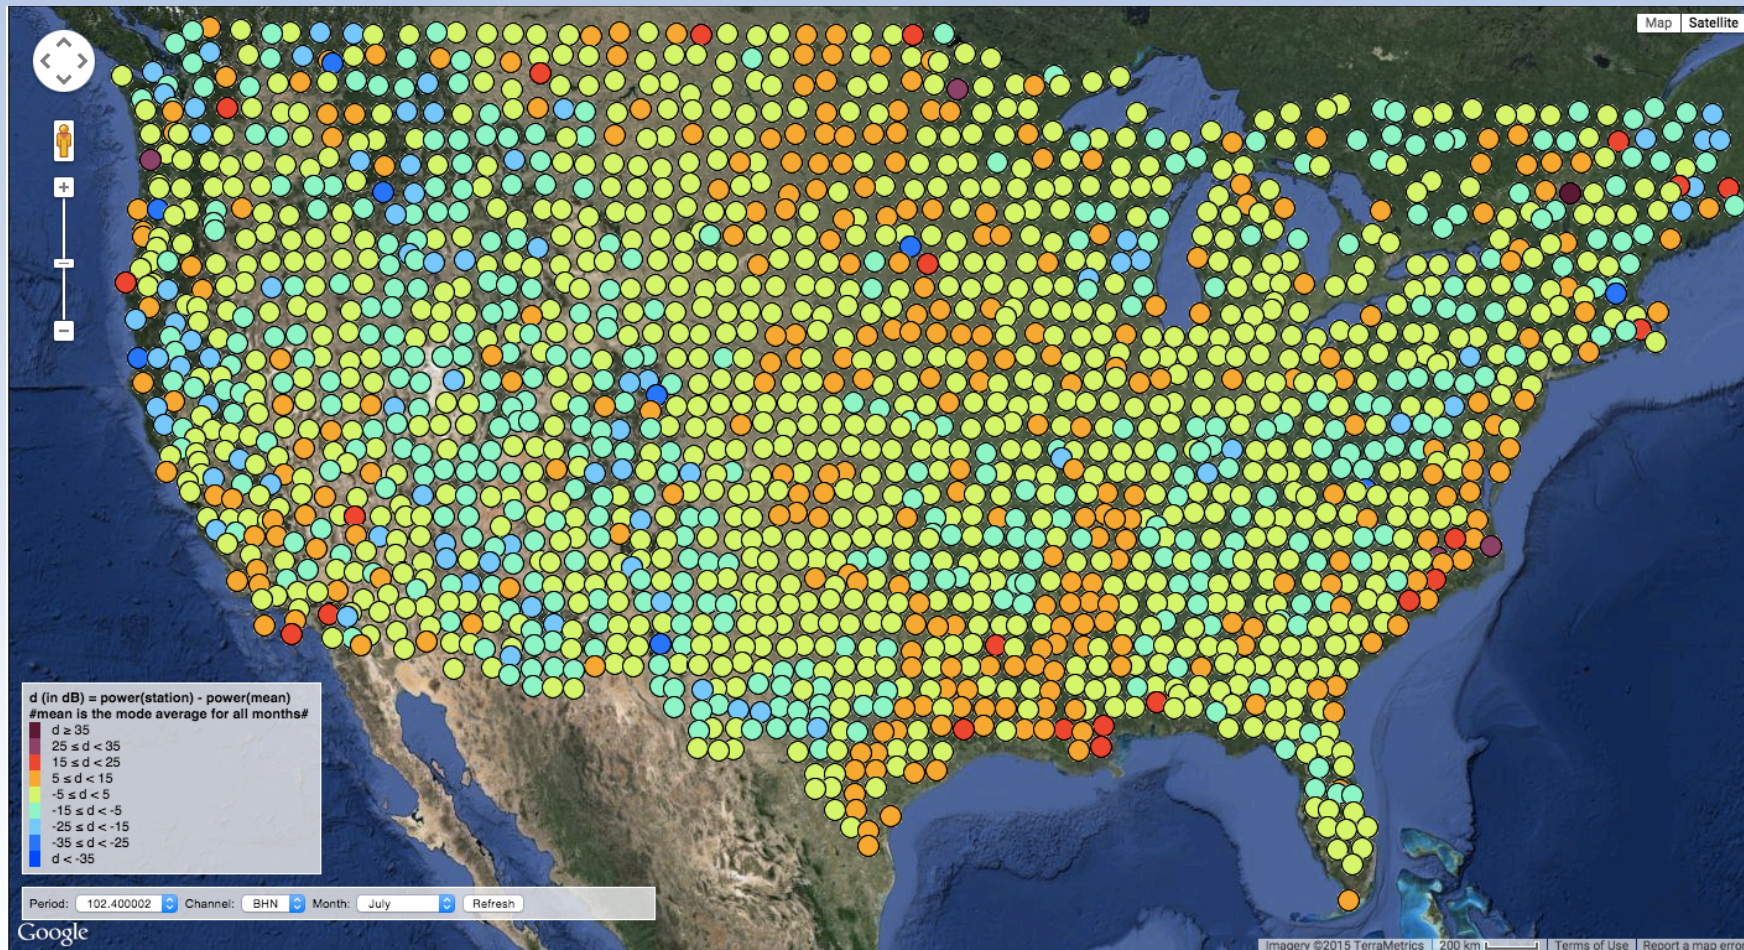 Map Satellite
d (in dB) = power(station) - power(mean)
#mean is the mode average for all months#
d ≥ 35
25 ≤ d < 35
15 ≤ d < 25
5 ≤ d < 15
-5 ≤ d < 5
-15 ≤ d < -5
-25 ≤ d < -15
-35 ≤ d < -25
d < -35
Period: 102.400002 Channel: BHN Month: July Refresh
Google
Imagery ©2015 TerraMetrics 200 km Terms of Use Report a map error